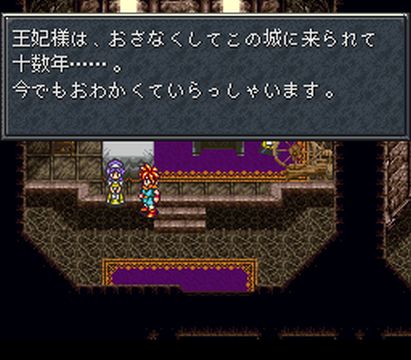 王妃様は、おさなくしてこの城に来られて
十数年……。
今でもおわかくていらっしゃいます。